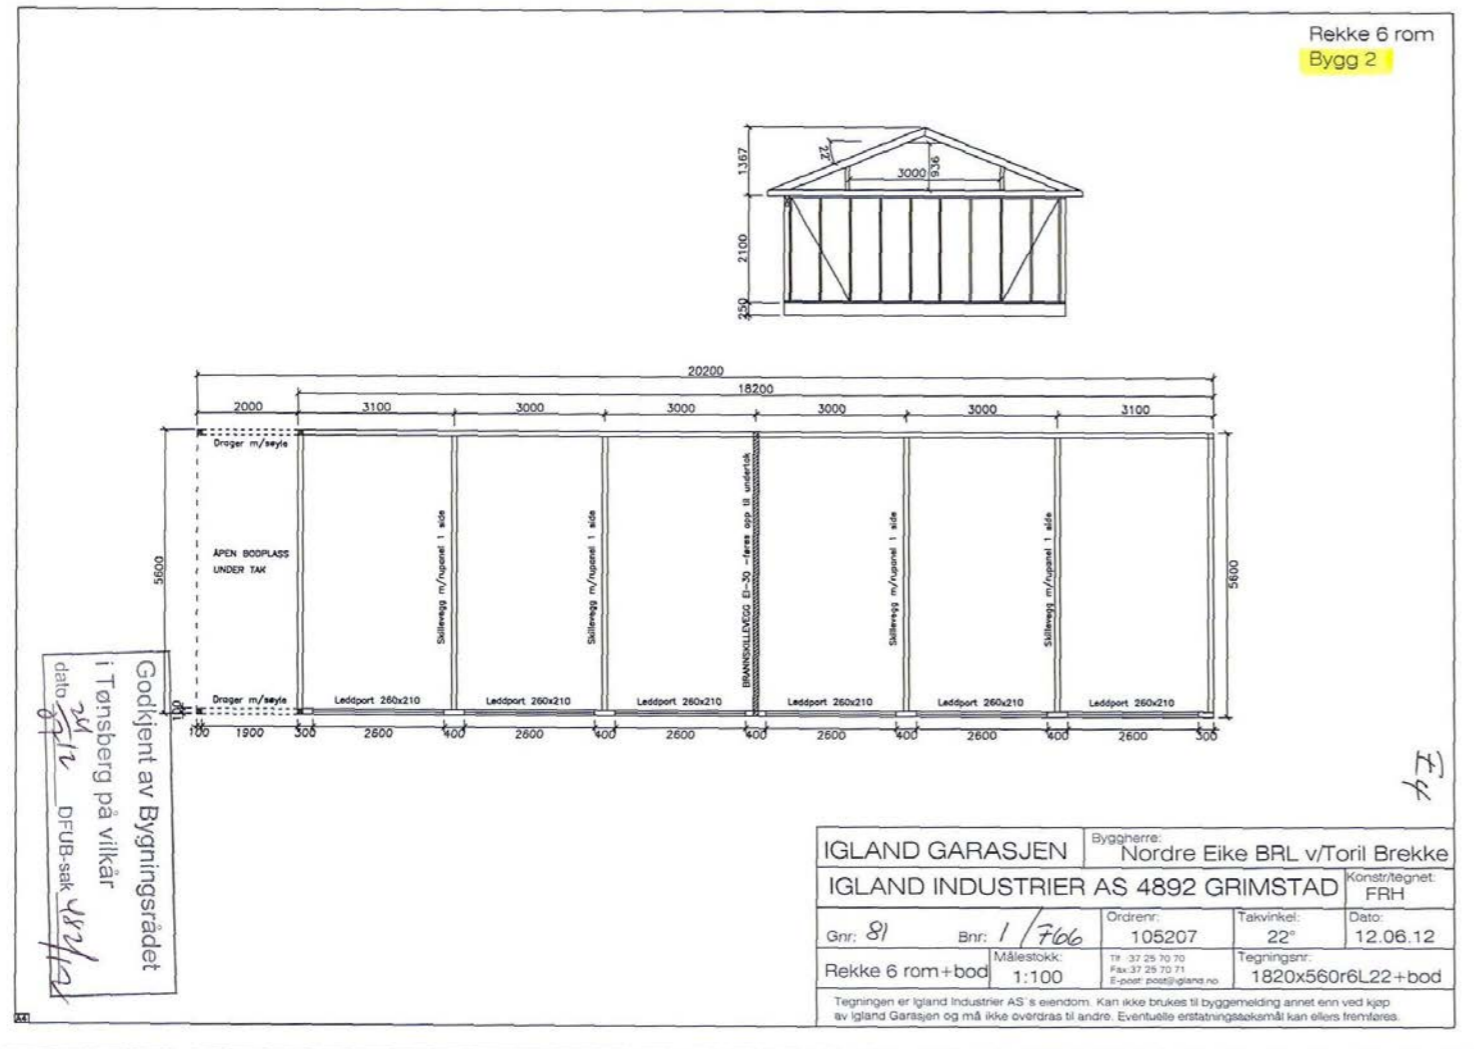 Rekke 6 rom
Bygg 2
1367
22°
3000
936
2100
250
20200
18200
2000 3100 3000 3000 3000 3000 3100
Drager m/søyle
5600
ÅPEN BODPLASS
UNDER TAK
Skillevegg m/rupanel 1 side
Skillevegg m/rupanel 1 side
BRANNSKILLEVEGG EI-30 -føres opp til undertak
Skillevegg m/rupanel 1 side
Skillevegg m/rupanel 1 side
5600
Drager m/søyle
Leddport 260x210 Leddport 260x210 Leddport 260x210 Leddport 260x210 Leddport 260x210 Leddport 260x210
100 1900 300 2600 400 2600 400 2600 400 2600 400 2600 400 2600 300
Godkjent av Bygningsrådet
i Tønsberg på vilkår
dato DFUB-sak 482/12
E4
IGLAND GARASJEN
Byggherre:
Nordre Eike BRL v/Toril Brekke
IGLAND INDUSTRIER AS 4892 GRIMSTAD
Konstr/tegnet:
FRH
Gnr: 81 Bnr: 1/766
Ordrenr:
105207
Takvinkel:
22°
Dato:
12.06.12
Rekke 6 rom+bod
Målestokk:
1:100
Tlf.:37 25 70 70
Fax:37 25 70 71
E-post: post@igland.no
Tegningsnr:
1820x560r6L22+bod
Tegningen er Igland Industrier AS`s eiendom. Kan ikke brukes til byggemelding annet enn ved kjøp
av Igland Garasjen og må ikke overdras til andre. Eventuelle erstatningssøksmål kan ellers fremføres.
A4